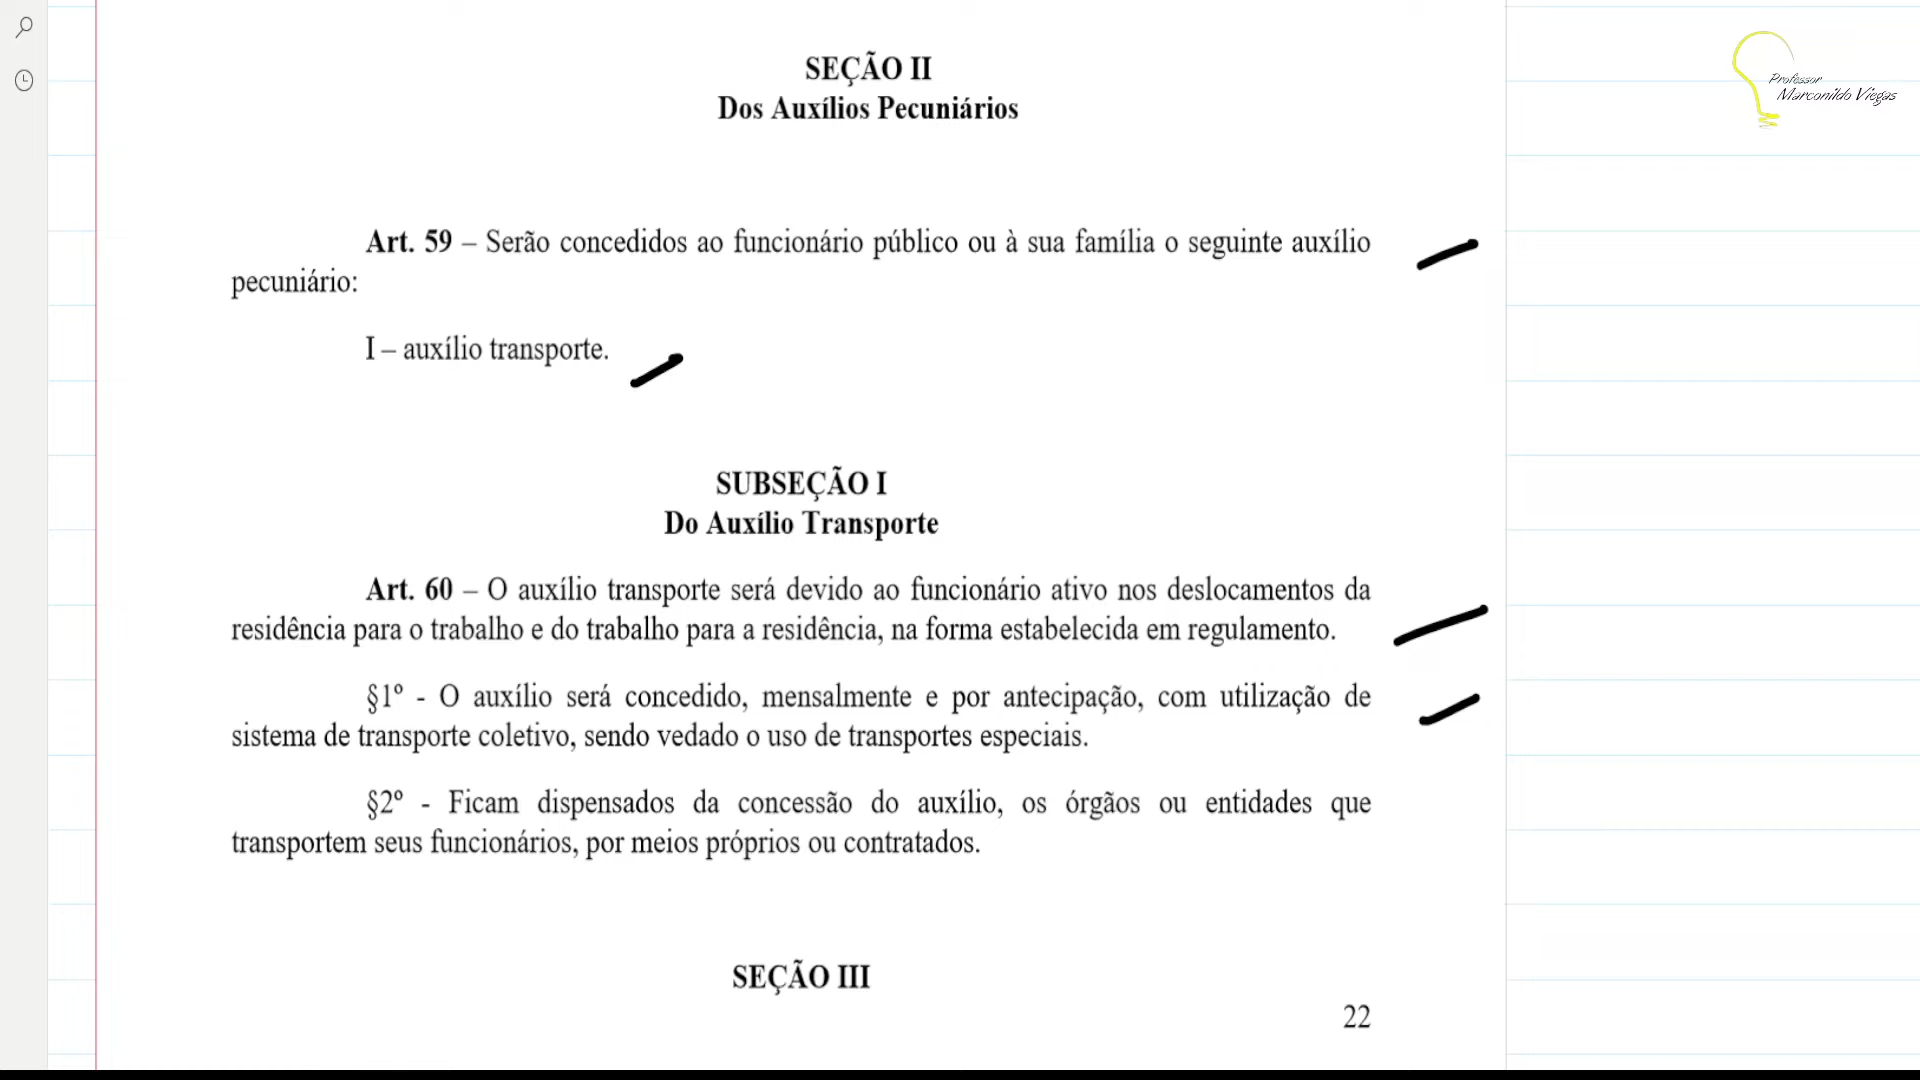 Professor
Marconildo Viegas
SEÇÃO II
Dos Auxílios Pecuniários
Art. 59 – Serão concedidos ao funcionário público ou à sua família o seguinte auxílio
pecuniário:
I – auxílio transporte.
SUBSEÇÃO I
Do Auxílio Transporte
Art. 60 – O auxílio transporte será devido ao funcionário ativo nos deslocamentos da
residência para o trabalho e do trabalho para a residência, na forma estabelecida em regulamento.
§1º - O auxílio será concedido, mensalmente e por antecipação, com utilização de
sistema de transporte coletivo, sendo vedado o uso de transportes especiais.
§2º - Ficam dispensados da concessão do auxílio, os órgãos ou entidades que
transportem seus funcionários, por meios próprios ou contratados.
SEÇÃO III
22